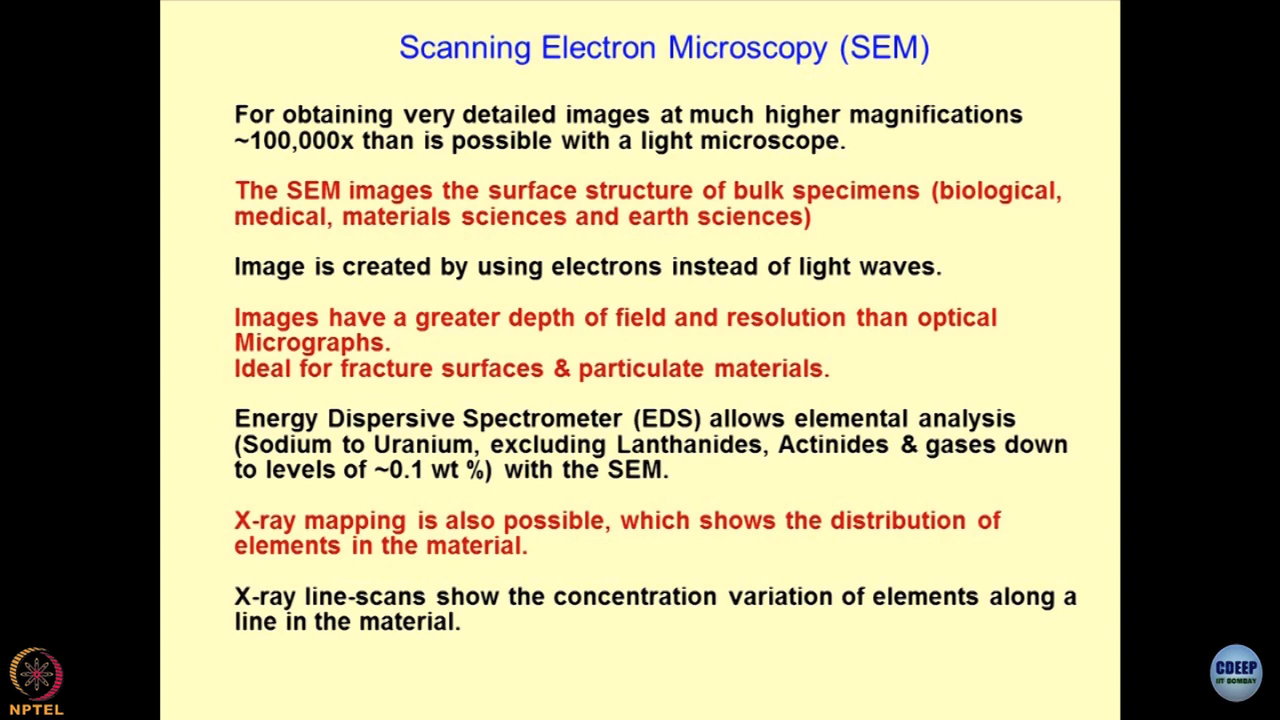 Scanning Electron Microscopy (SEM)
For obtaining very detailed images at much higher magnifications
~100,000x than is possible with a light microscope.
The SEM images the surface structure of bulk specimens (biological,
medical, materials sciences and earth sciences)
Image is created by using electrons instead of light waves.
Images have a greater depth of field and resolution than optical
Micrographs.
Ideal for fracture surfaces & particulate materials.
Energy Dispersive Spectrometer (EDS) allows elemental analysis
(Sodium to Uranium, excluding Lanthanides, Actinides & gases down
to levels of ~0.1 wt %) with the SEM.
X-ray mapping is also possible, which shows the distribution of
elements in the material.
X-ray line-scans show the concentration variation of elements along a
line in the material.
NPTEL
CDEEP
IIT BOMBAY